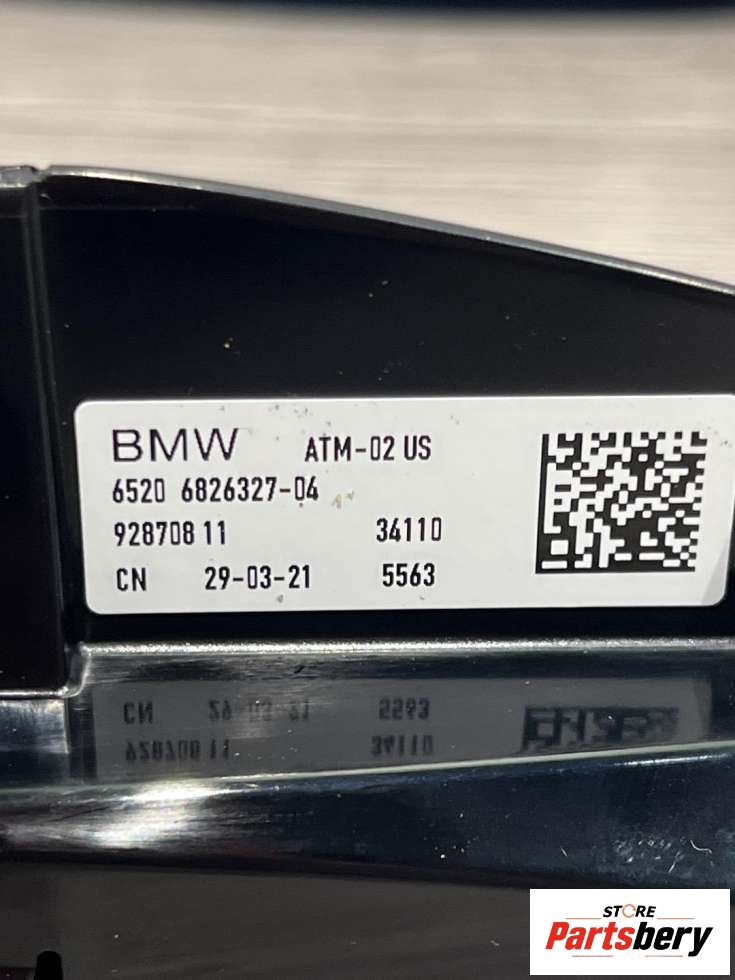 BMW ATM-02 US
6520 6826327-04
928708 11 34110
CN 29-03-21 5563
STORE
Partsbery